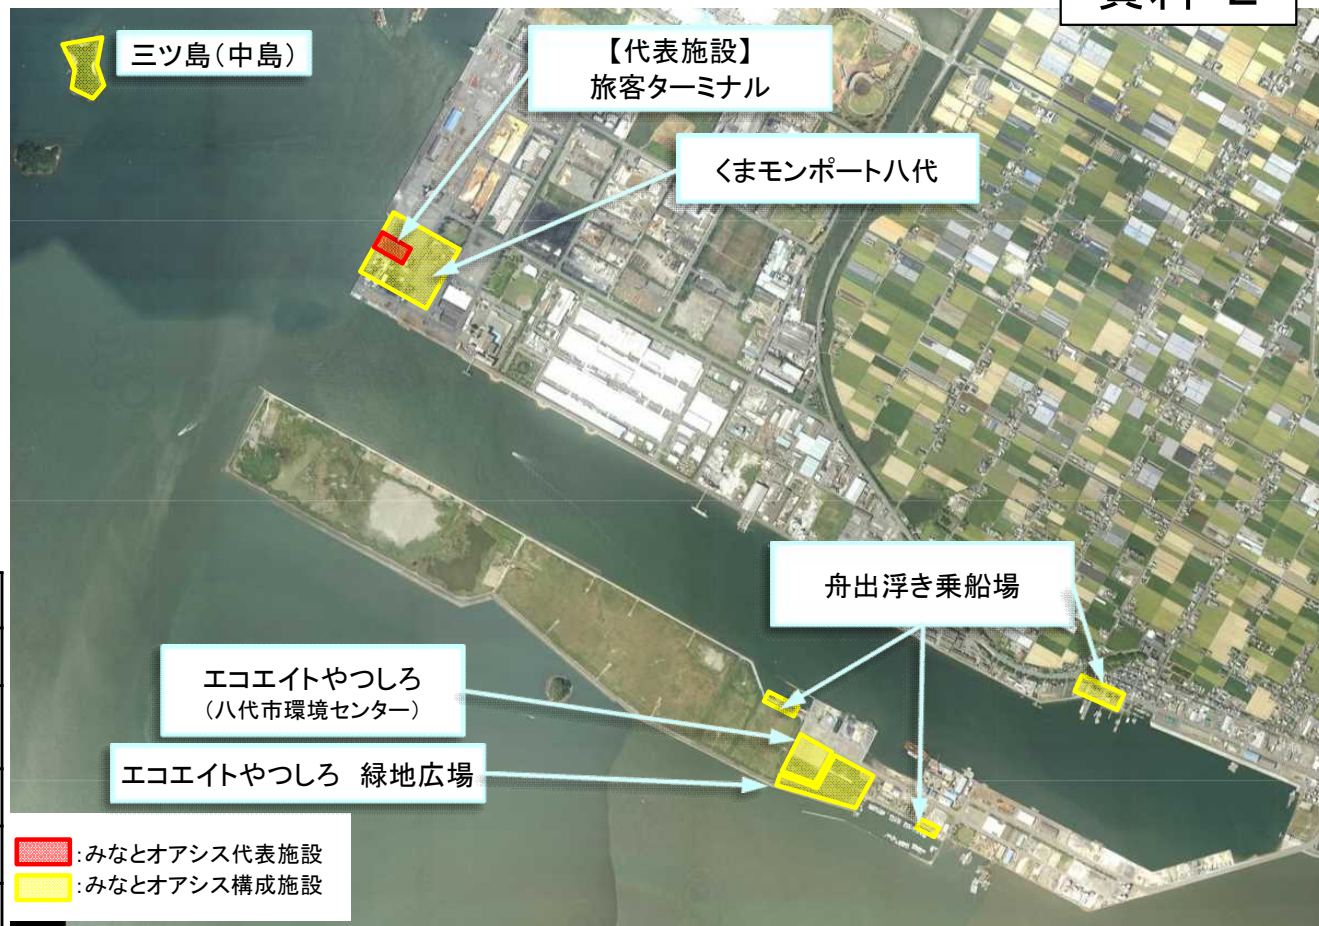 三ツ島（中島）
【代表施設】
旅客ターミナル
くまモンポート八代
舟出浮き乗船場
エコエイトやつしろ
（八代市環境センター）
エコエイトやつしろ 緑地広場
:みなとオアシス代表施設
:みなとオアシス構成施設